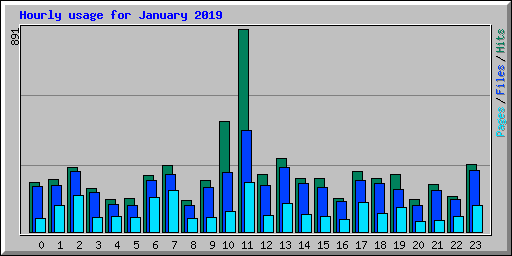 Hourly usage for January 2019
891
Pages/Files/Hits
0 1 2 3 4 5 6 7 8 9 10 11 12 13 14 15 16 17 18 19 20 21 22 23